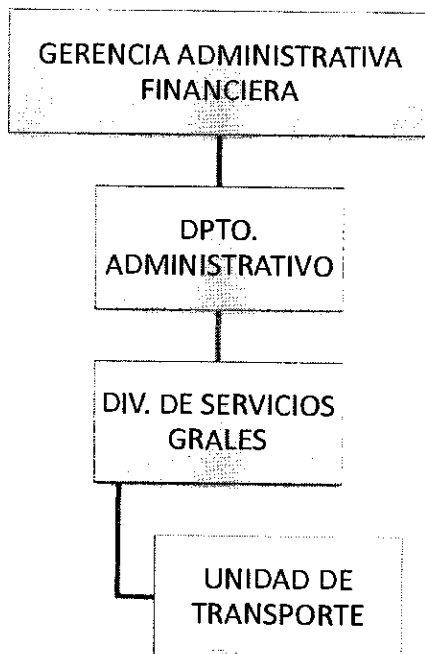 GERENCIA ADMINISTRATIVA
FINANCIERA
DPTO.
ADMINISTRATIVO
DIV. DE SERVICIOS
GRALES
UNIDAD DE
TRANSPORTE